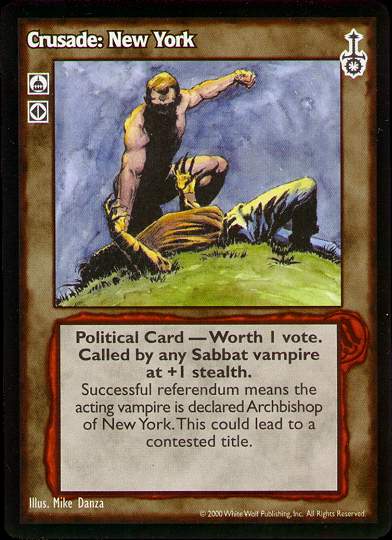 Crusade: New York
Political Card — Worth 1 vote.
Called by any Sabbat vampire
at +1 stealth.
Successful referendum means the
acting vampire is declared Archbishop
of New York. This could lead to a
contested title.
Illus. Mike Danza
© 2000 White Wolf Publishing, Inc. All Rights Reserved.